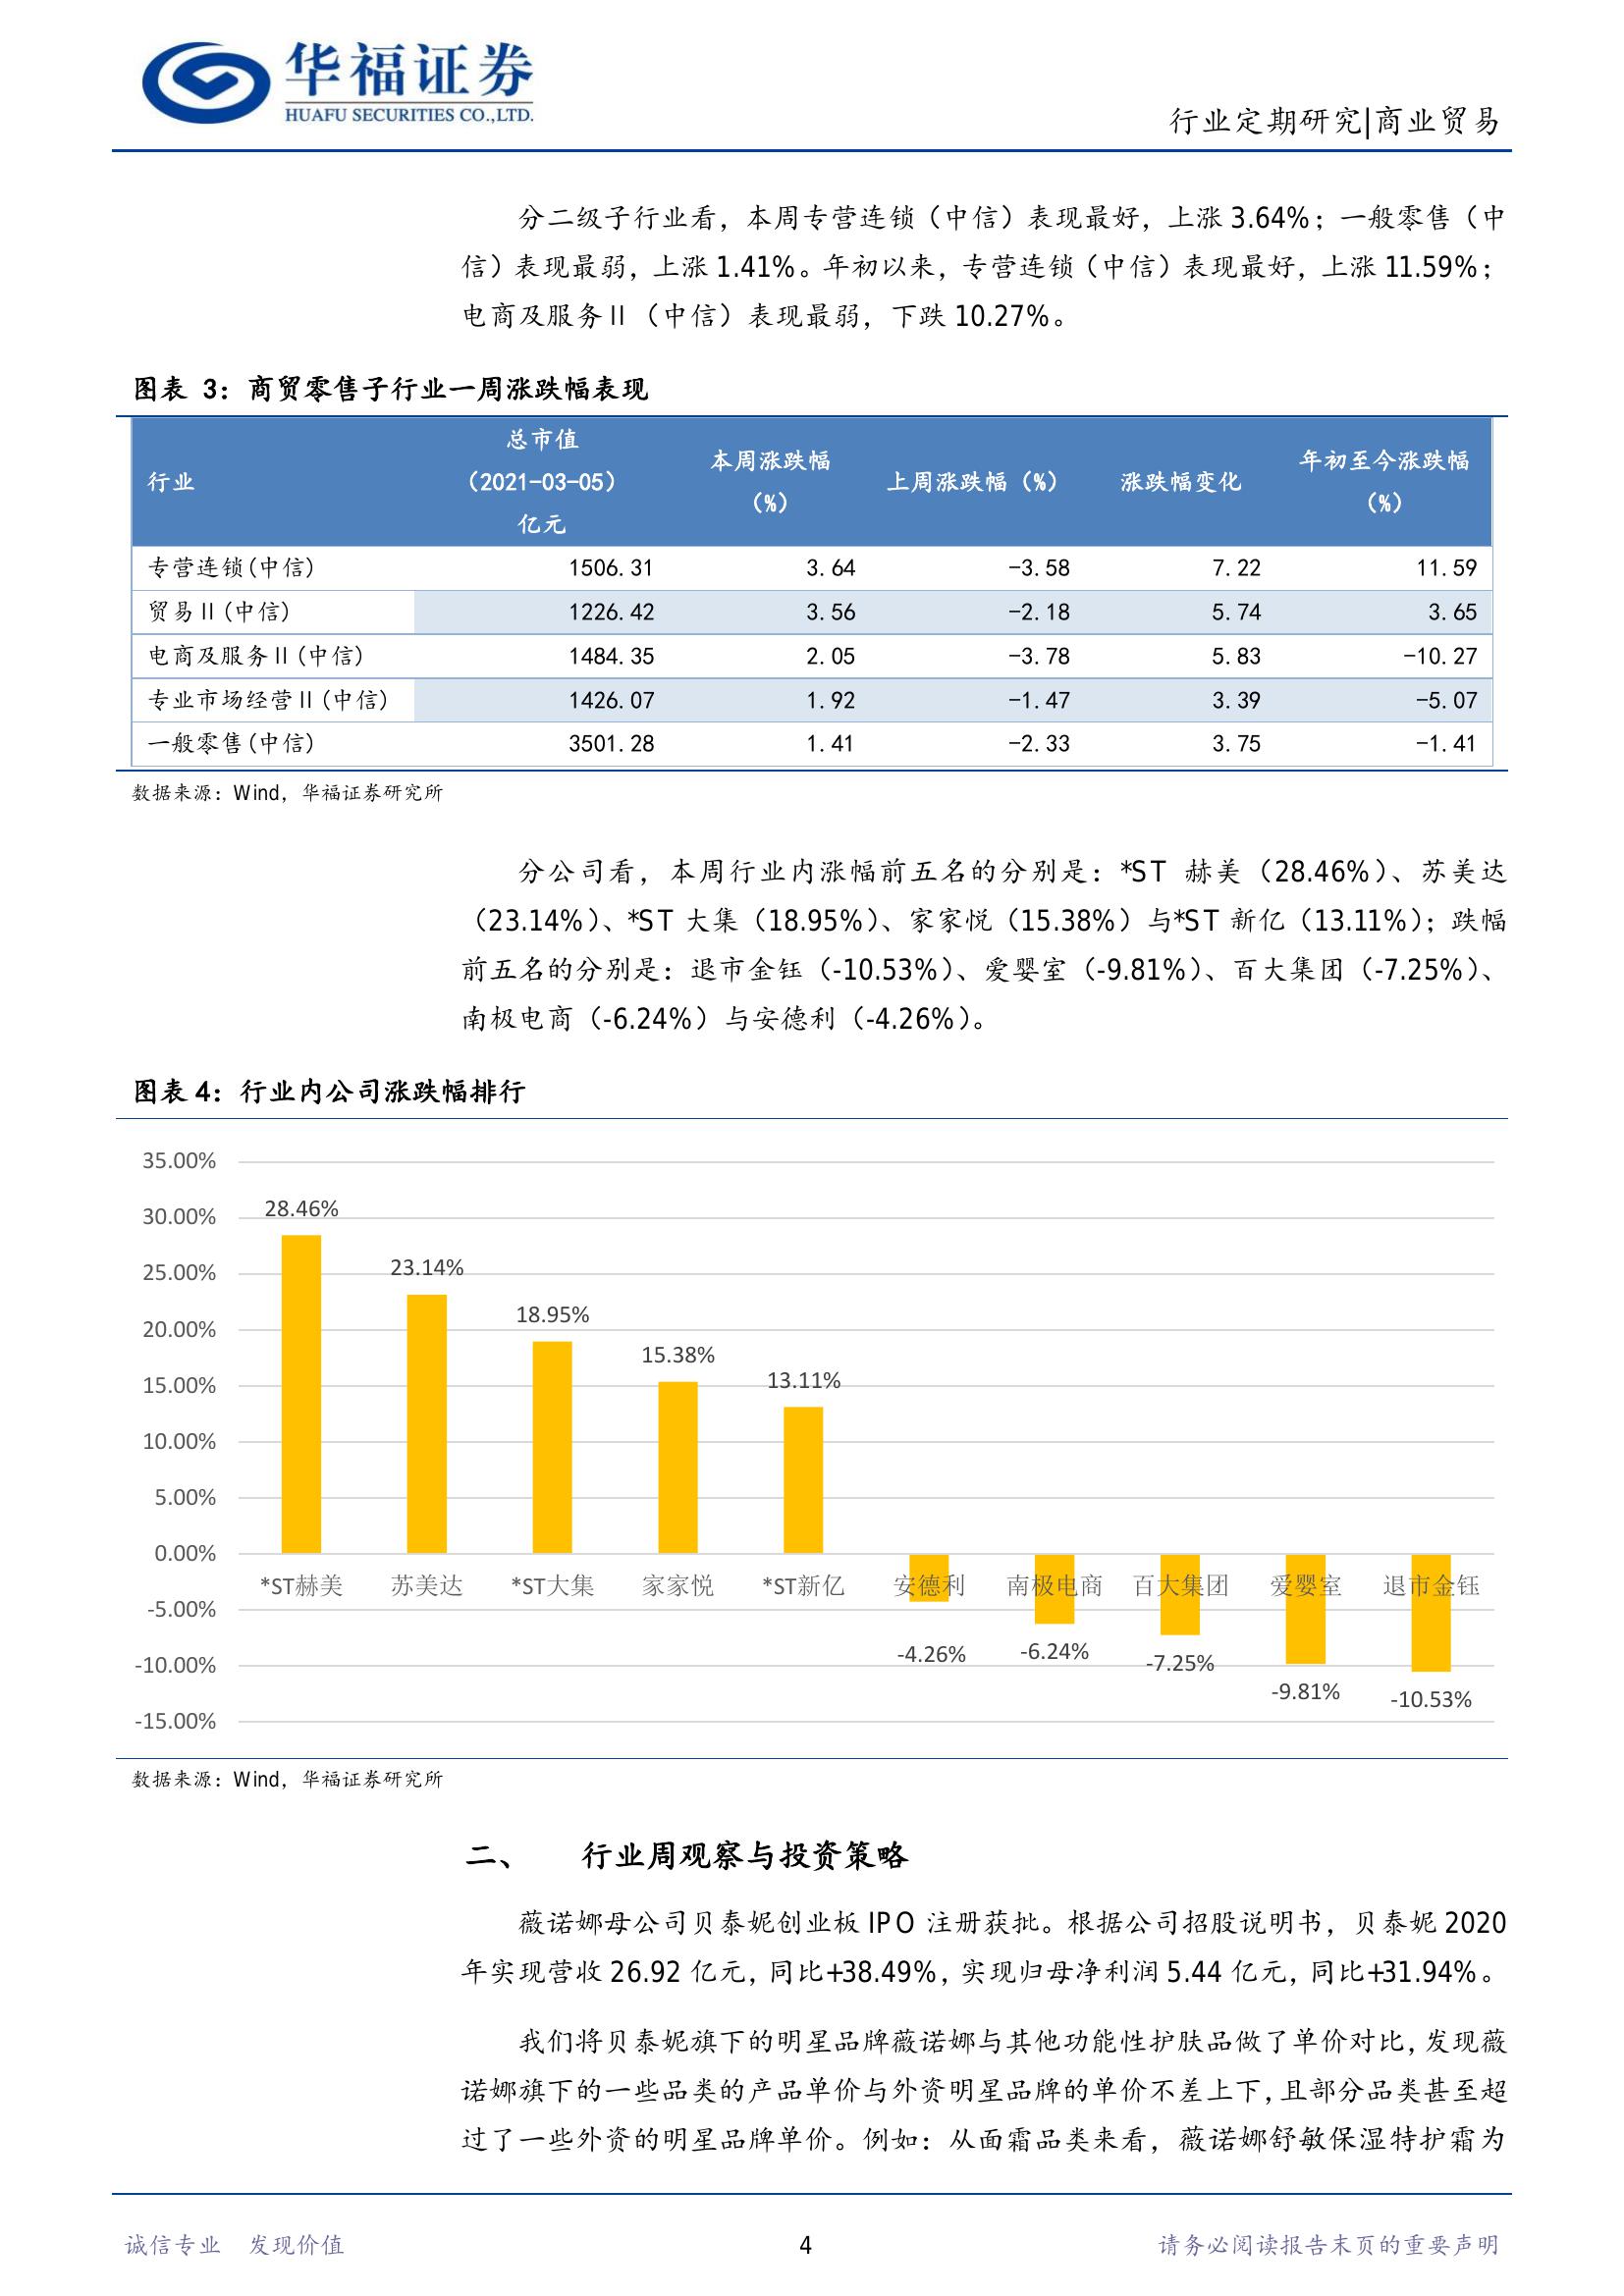 华福证券
HUAFU SECURITIES CO.,LTD.
行业定期研究|商业贸易
分二级子行业看，本周专营连锁（中信）表现最好，上涨 3.64%；一般零售（中
信）表现最弱，上涨 1.41%。年初以来，专营连锁（中信）表现最好，上涨 11.59%；
电商及服务Ⅱ（中信）表现最弱，下跌 10.27%。
图表 3：商贸零售子行业一周涨跌幅表现
行业 总市值（2021-03-05）亿元 本周涨跌幅（%） 上周涨跌幅（%） 涨跌幅变化 年初至今涨跌幅（%）
专营连锁(中信) 1506.31 3.64 -3.58 7.22 11.59
贸易Ⅱ(中信) 1226.42 3.56 -2.18 5.74 3.65
电商及服务Ⅱ(中信) 1484.35 2.05 -3.78 5.83 -10.27
专业市场经营Ⅱ(中信) 1426.07 1.92 -1.47 3.39 -5.07
一般零售(中信) 3501.28 1.41 -2.33 3.75 -1.41
数据来源：Wind，华福证券研究所
分公司看，本周行业内涨幅前五名的分别是：*ST 赫美（28.46%）、苏美达
（23.14%）、*ST 大集（18.95%）、家家悦（15.38%）与*ST 新亿（13.11%）；跌幅
前五名的分别是：退市金钰（-10.53%）、爱婴室（-9.81%）、百大集团（-7.25%）、
南极电商（-6.24%）与安德利（-4.26%）。
图表 4：行业内公司涨跌幅排行
35.00%
30.00%
25.00%
20.00%
15.00%
10.00%
5.00%
0.00%
-5.00%
-10.00%
-15.00%
28.46%
23.14%
18.95%
15.38%
13.11%
*ST赫美 苏美达 *ST大集 家家悦 *ST新亿 安德利 南极电商 百大集团 爱婴室 退市金钰
-4.26%
-6.24%
-7.25%
-9.81%
-10.53%
数据来源：Wind，华福证券研究所
二、 行业周观察与投资策略
薇诺娜母公司贝泰妮创业板 IPO 注册获批。根据公司招股说明书，贝泰妮 2020
年实现营收 26.92 亿元，同比+38.49%，实现归母净利润 5.44 亿元，同比+31.94%。
我们将贝泰妮旗下的明星品牌薇诺娜与其他功能性护肤品做了单价对比，发现薇
诺娜旗下的一些品类的产品单价与外资明星品牌的单价不差上下，且部分品类甚至超
过了一些外资的明星品牌单价。例如：从面霜品类来看，薇诺娜舒敏保湿特护霜为
诚信专业 发现价值 4 请务必阅读报告末页的重要声明